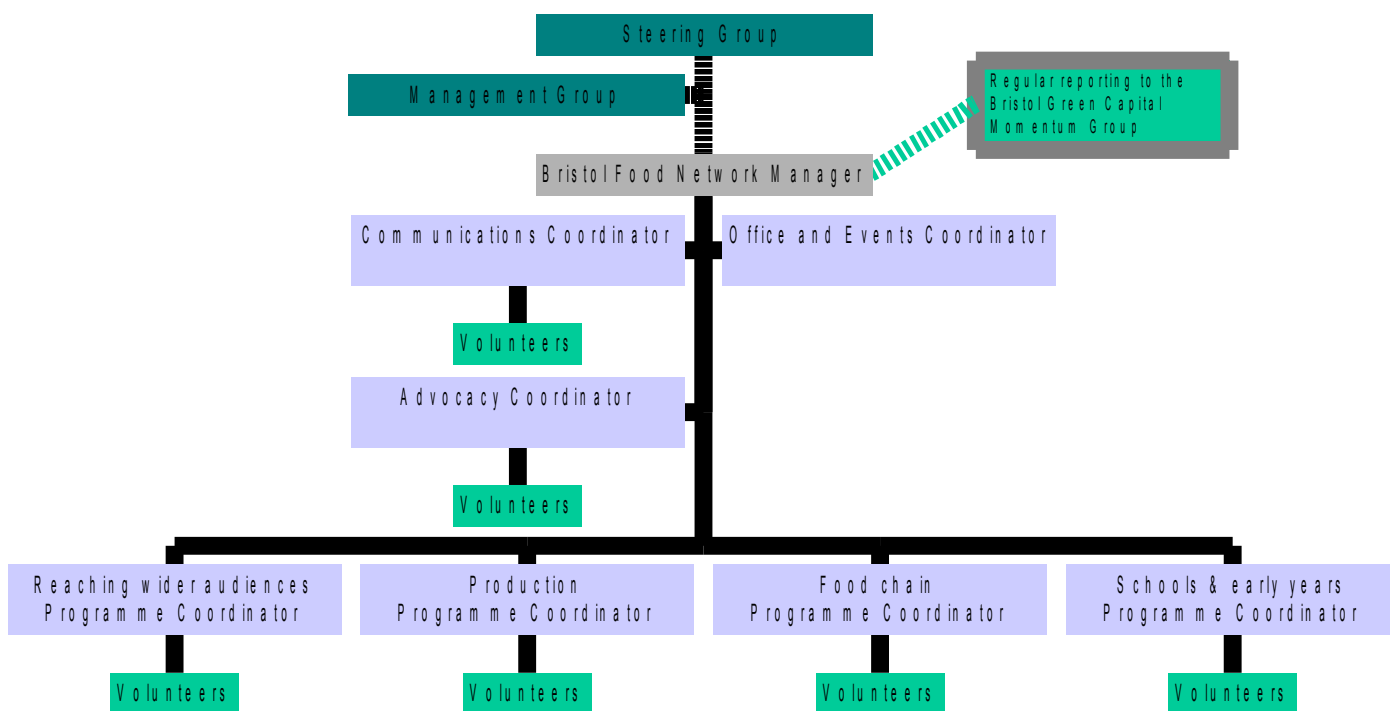 Steering Group
Management Group
Regular reporting to the
Bristol Green Capital
Momentum Group
Bristol Food Network Manager
Communications Coordinator
Office and Events Coordinator
Volunteers
Advocacy Coordinator
Volunteers
Reaching wider audiences
Programme Coordinator
Production
Programme Coordinator
Food chain
Programme Coordinator
Schools & early years
Programme Coordinator
Volunteers
Volunteers
Volunteers
Volunteers